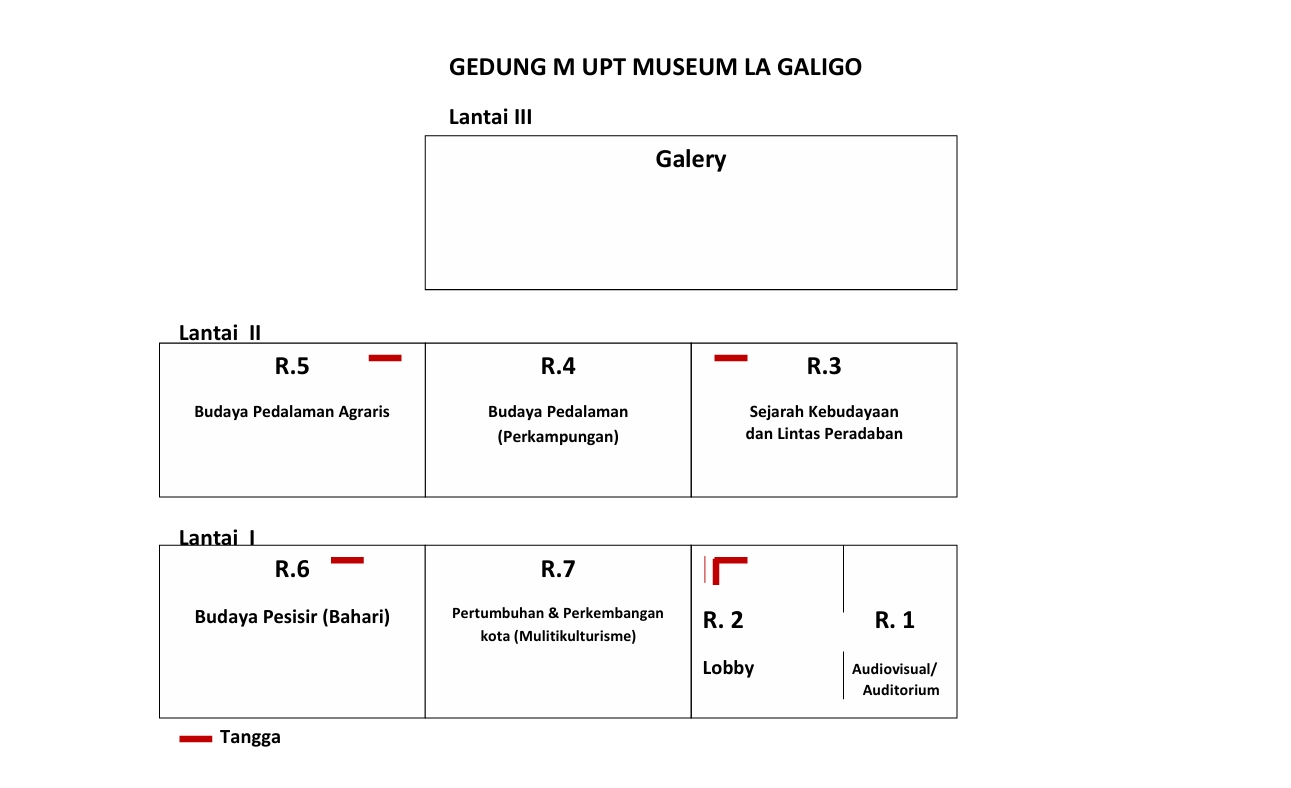 GEDUNG M UPT MUSEUM LA GALIGO
Lantai III
Galery
Lantai II
R.5
Budaya Pedalaman Agraris
R.4
Budaya Pedalaman
(Perkampungan)
R.3
Sejarah Kebudayaan
dan Lintas Peradaban
Lantai I
R.6
Budaya Pesisir (Bahari)
R.7
Pertumbuhan & Perkembangan
kota (Mulitikulturisme)
R. 2
Lobby
R. 1
Audiovisual/
Auditorium
Tangga